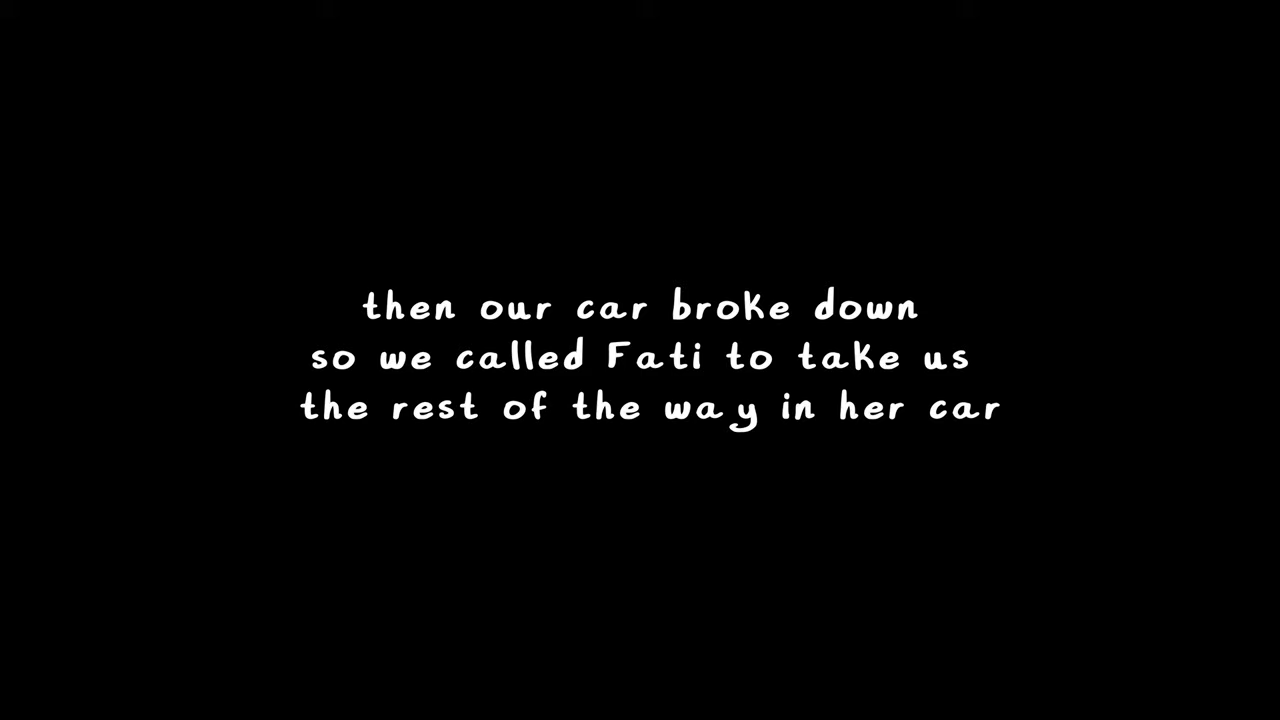 then our car broke down
so we called Fati to take us
the rest of the way in her car